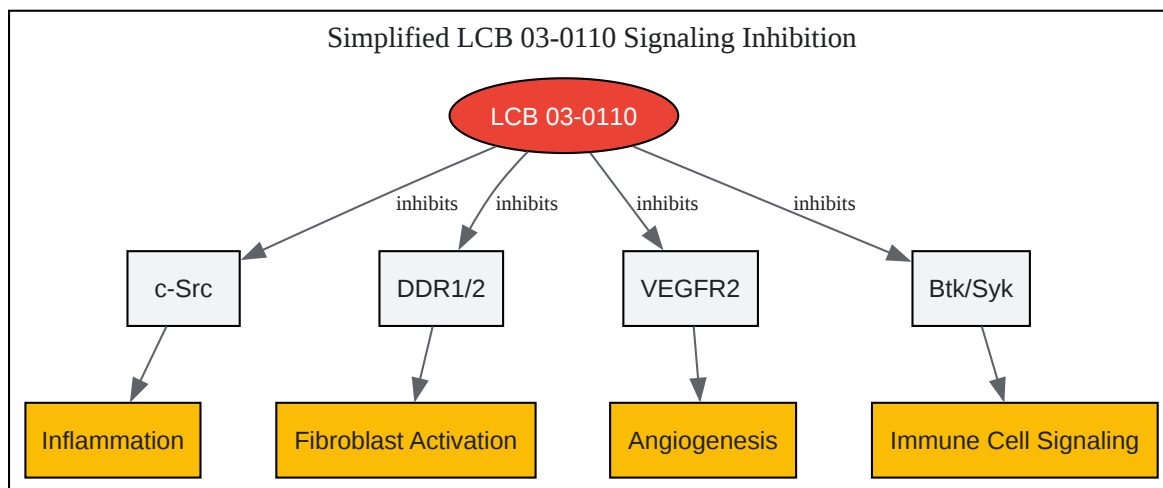 Simplified LCB 03-0110 Signaling Inhibition
LCB 03-0110
inhibits
inhibits
inhibits
inhibits
c-Src
DDR1/2
VEGFR2
Btk/Syk
Inflammation
Fibroblast Activation
Angiogenesis
Immune Cell Signaling